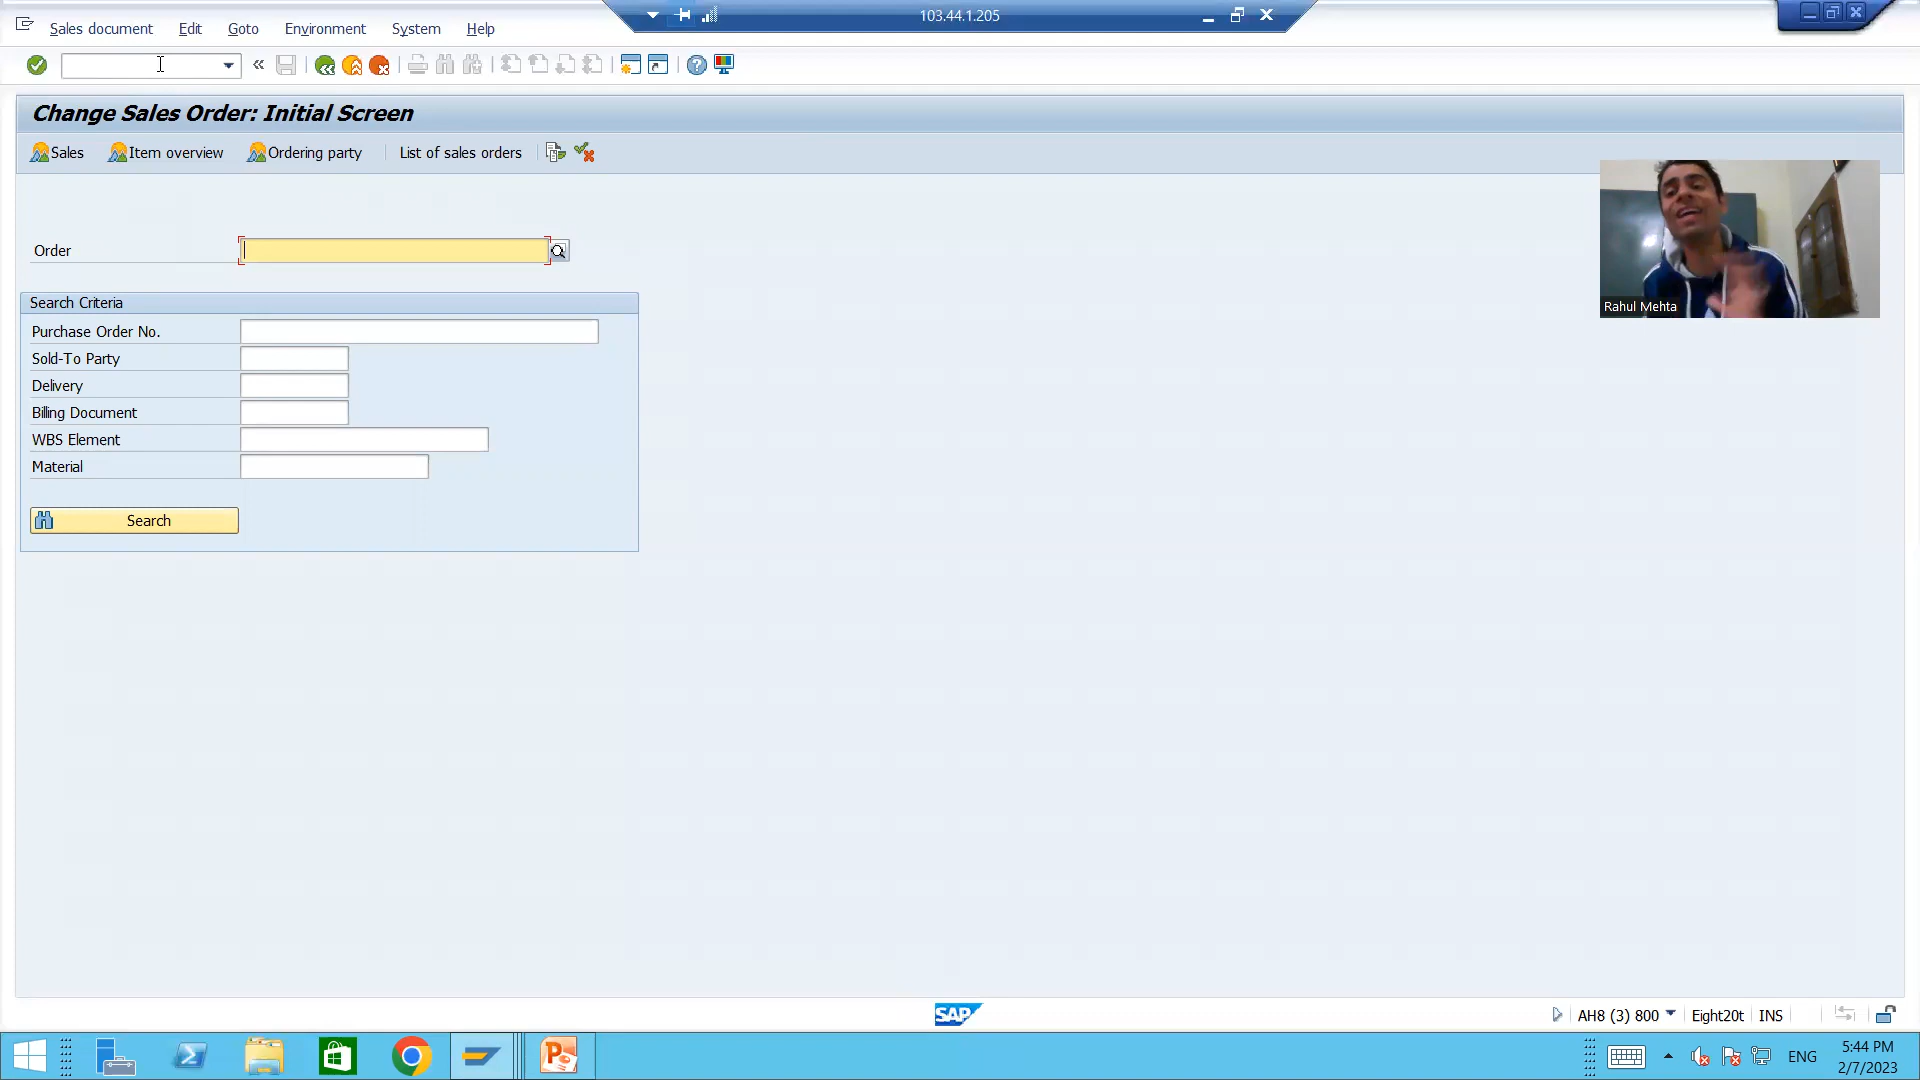 103.44.1.205
Sales document Edit Goto Environment System Help
Change Sales Order: Initial Screen
Sales Item overview Ordering party List of sales orders
Order
Rahul Mehta
Search Criteria
Purchase Order No.
Sold-To Party
Delivery
Billing Document
WBS Element
Material
Search
SAP
AH8 (3) 800 Eight20t INS
ENG
5:44 PM
2/7/2023